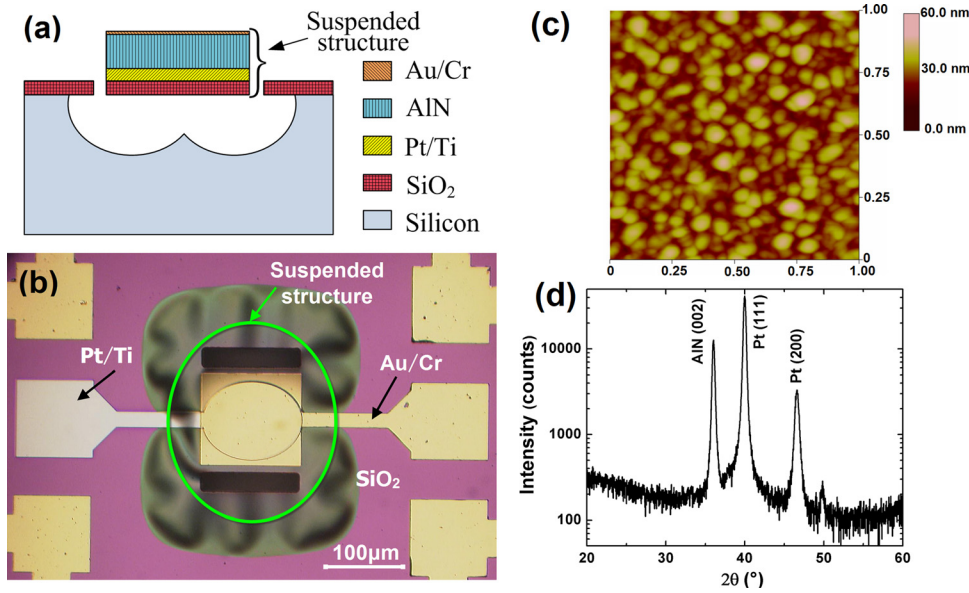 (a)
Suspended
structure
Au/Cr
AlN
Pt/Ti
SiO₂
Silicon
(b)
Suspended
structure
Pt/Ti
Au/Cr
SiO₂
100μm
(c)
1.00
0.75
0.50
0.25
0
0 0.25 0.50 0.75 1.00
60.0 nm
30.0 nm
0.0 nm
(d)
Intensity (counts)
10000
1000
100
AlN (002)
Pt (111)
Pt (200)
20 30 40 50 60
2θ (°)